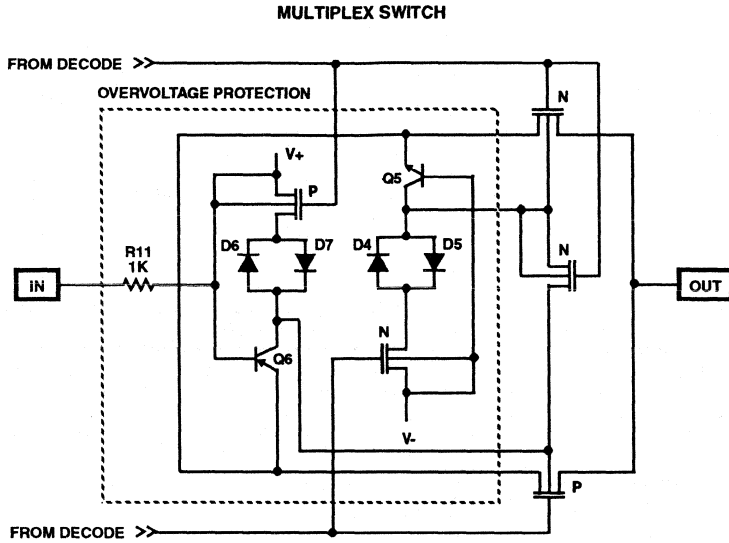 MULTIPLEX SWITCH
FROM DECODE
OVERVOLTAGE PROTECTION
N
V+
Q5
P
R11
1K
D6
D7
D4
D5
N
IN
OUT
N
Q6
V-
P
FROM DECODE